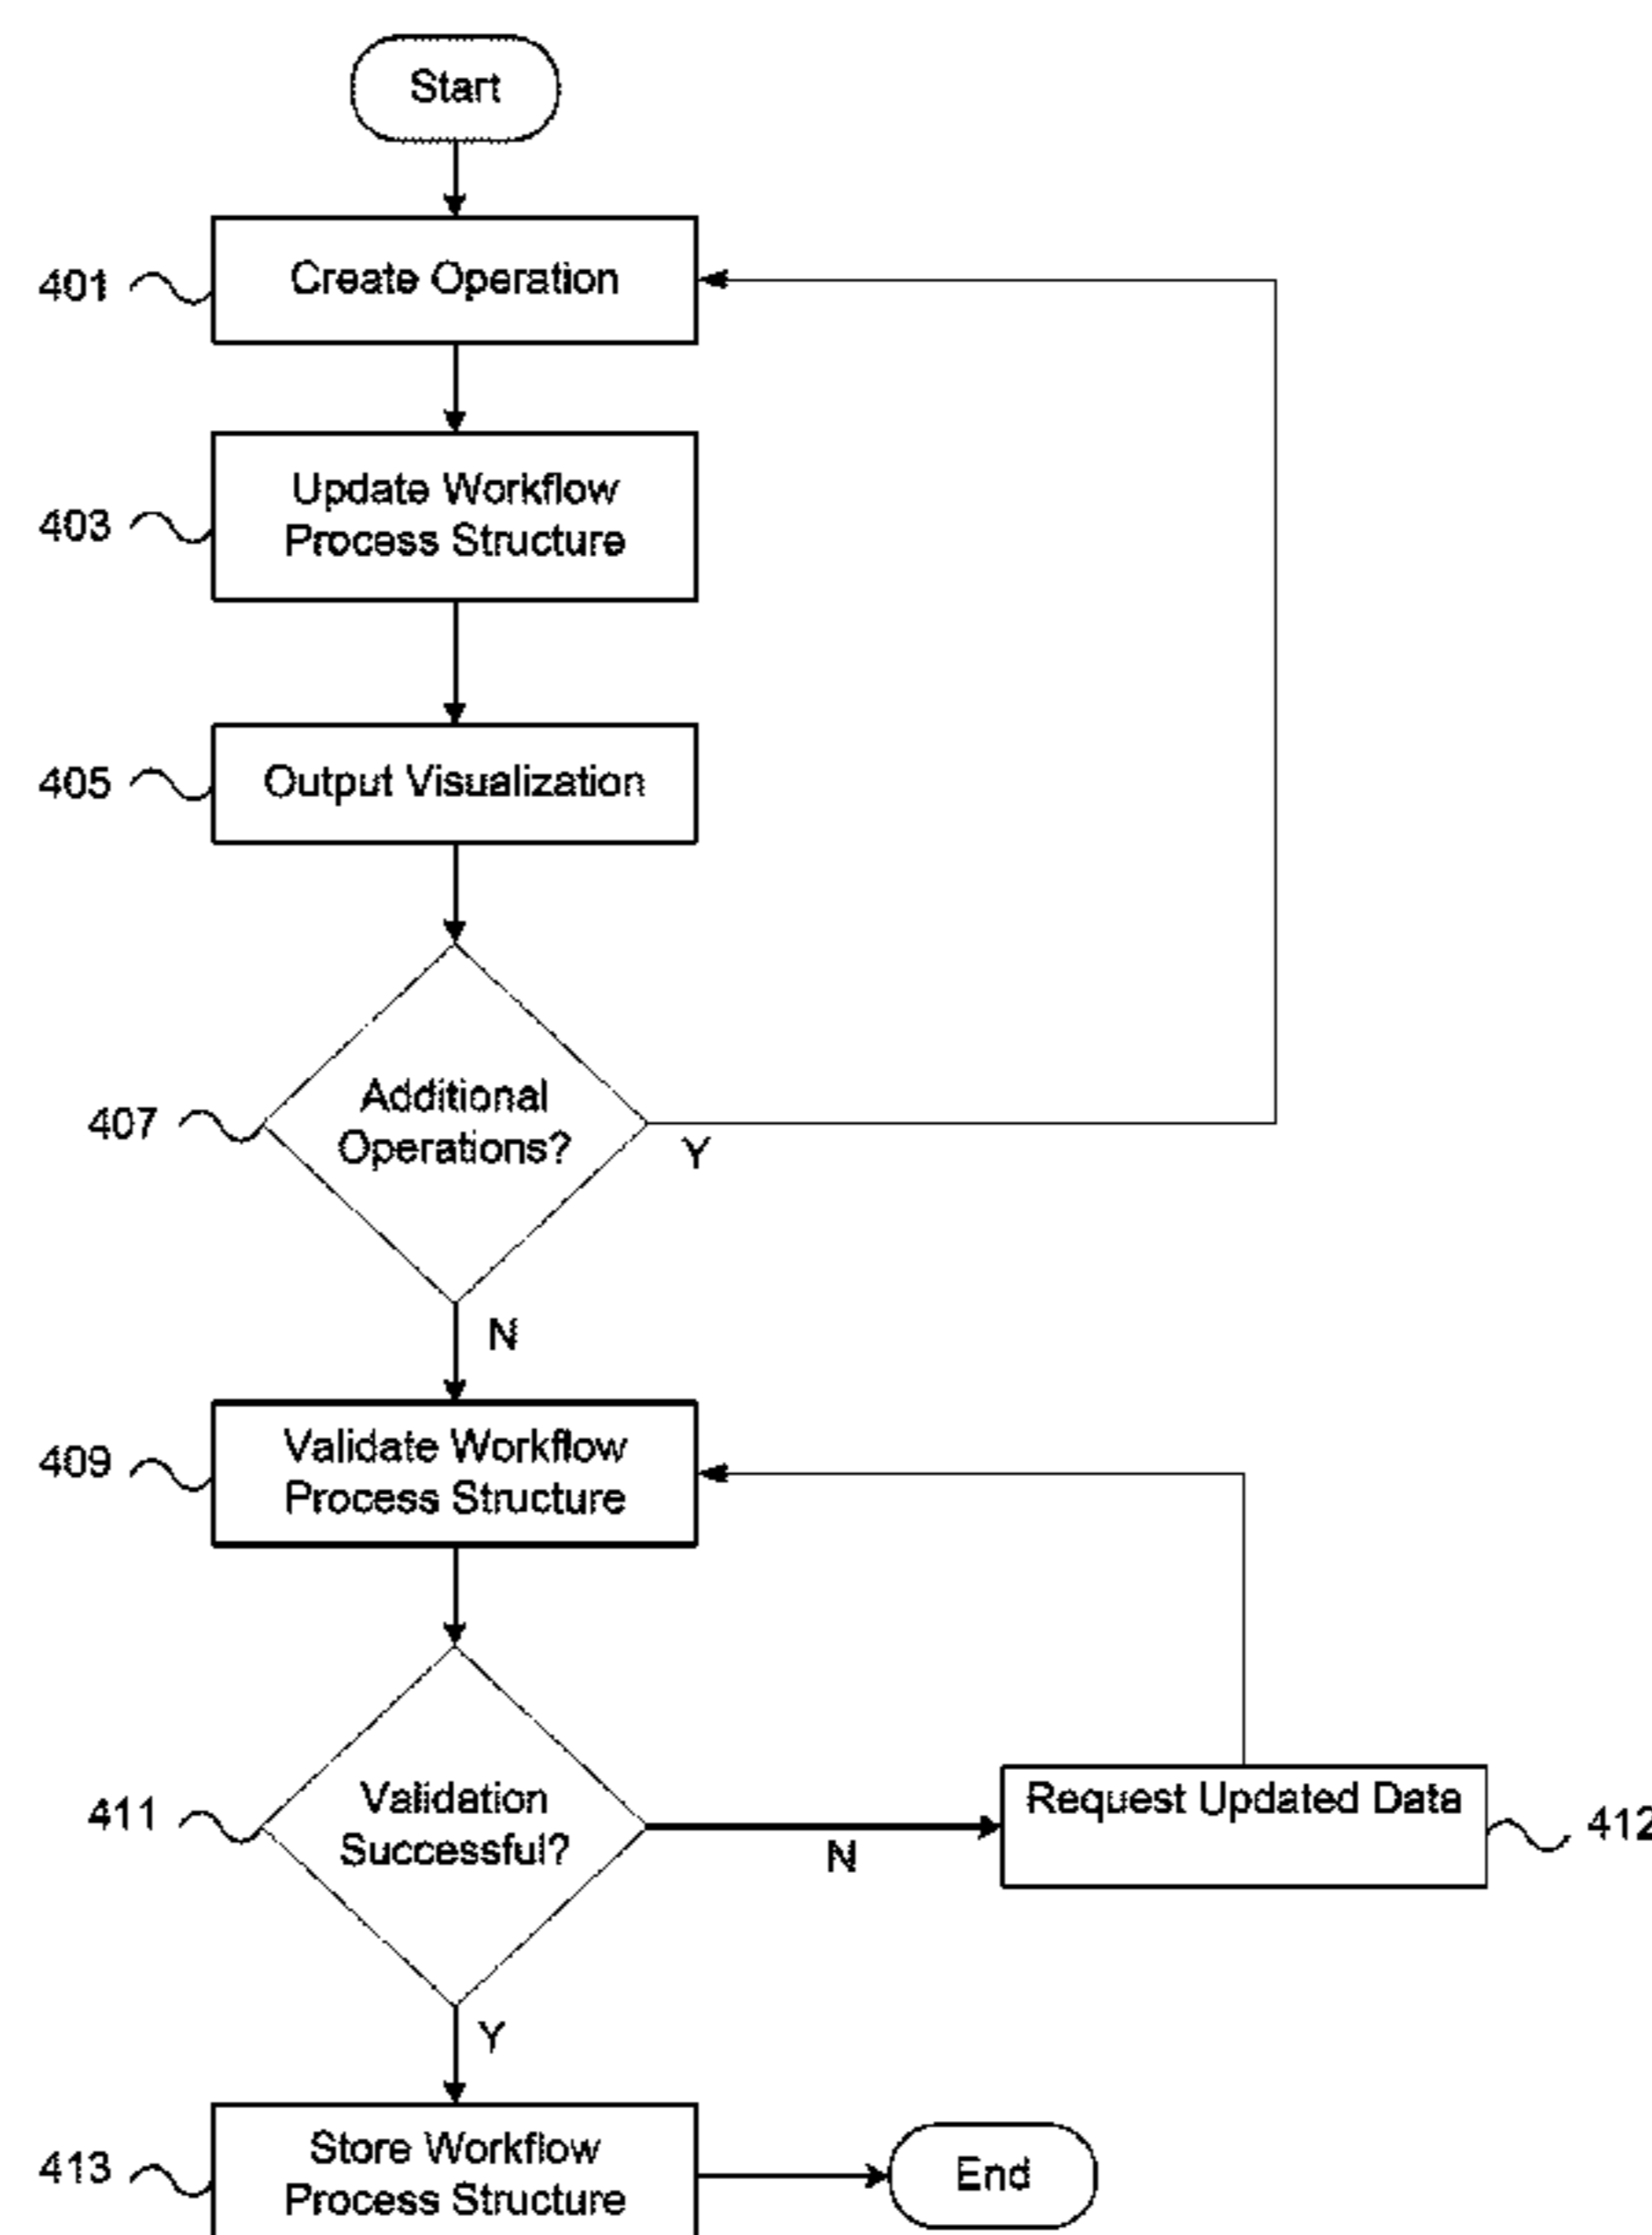 Start
401
Create Operation
403
Update Workflow
Process Structure
405
Output Visualization
407
Additional
Operations?
Y
N
409
Validate Workflow
Process Structure
411
Validation
Successful?
N
Request Updated Data
412
Y
413
Store Workflow
Process Structure
End